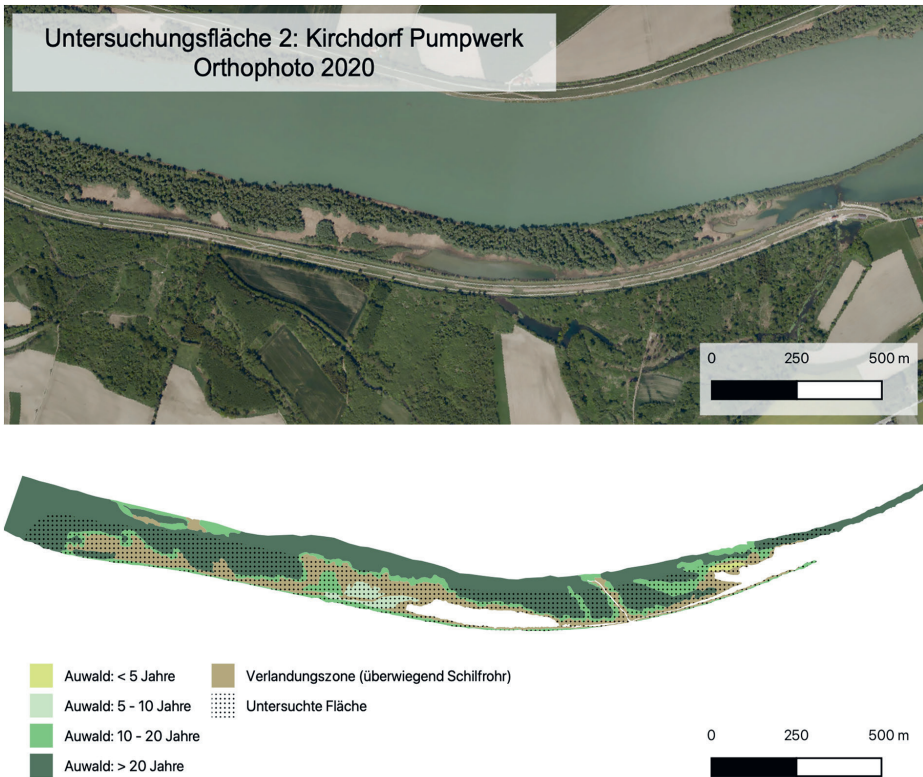 Untersuchungsfläche 2: Kirchdorf Pumpwerk
Orthophoto 2020
0 250 500 m
Auwald: < 5 Jahre
Auwald: 5 - 10 Jahre
Auwald: 10 - 20 Jahre
Auwald: > 20 Jahre
Verlandungszone (überwiegend Schilfrohr)
Untersuchte Fläche
0 250 500 m